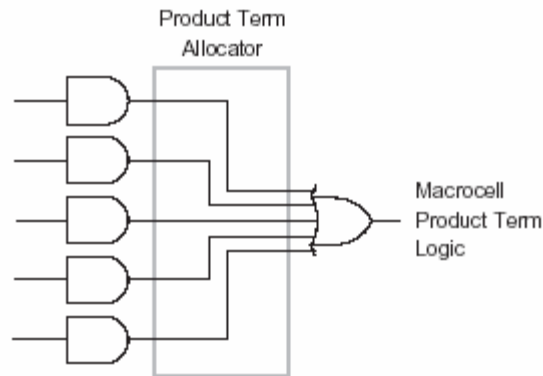 Product Term
Allocator
Macrocell
Product Term
Logic